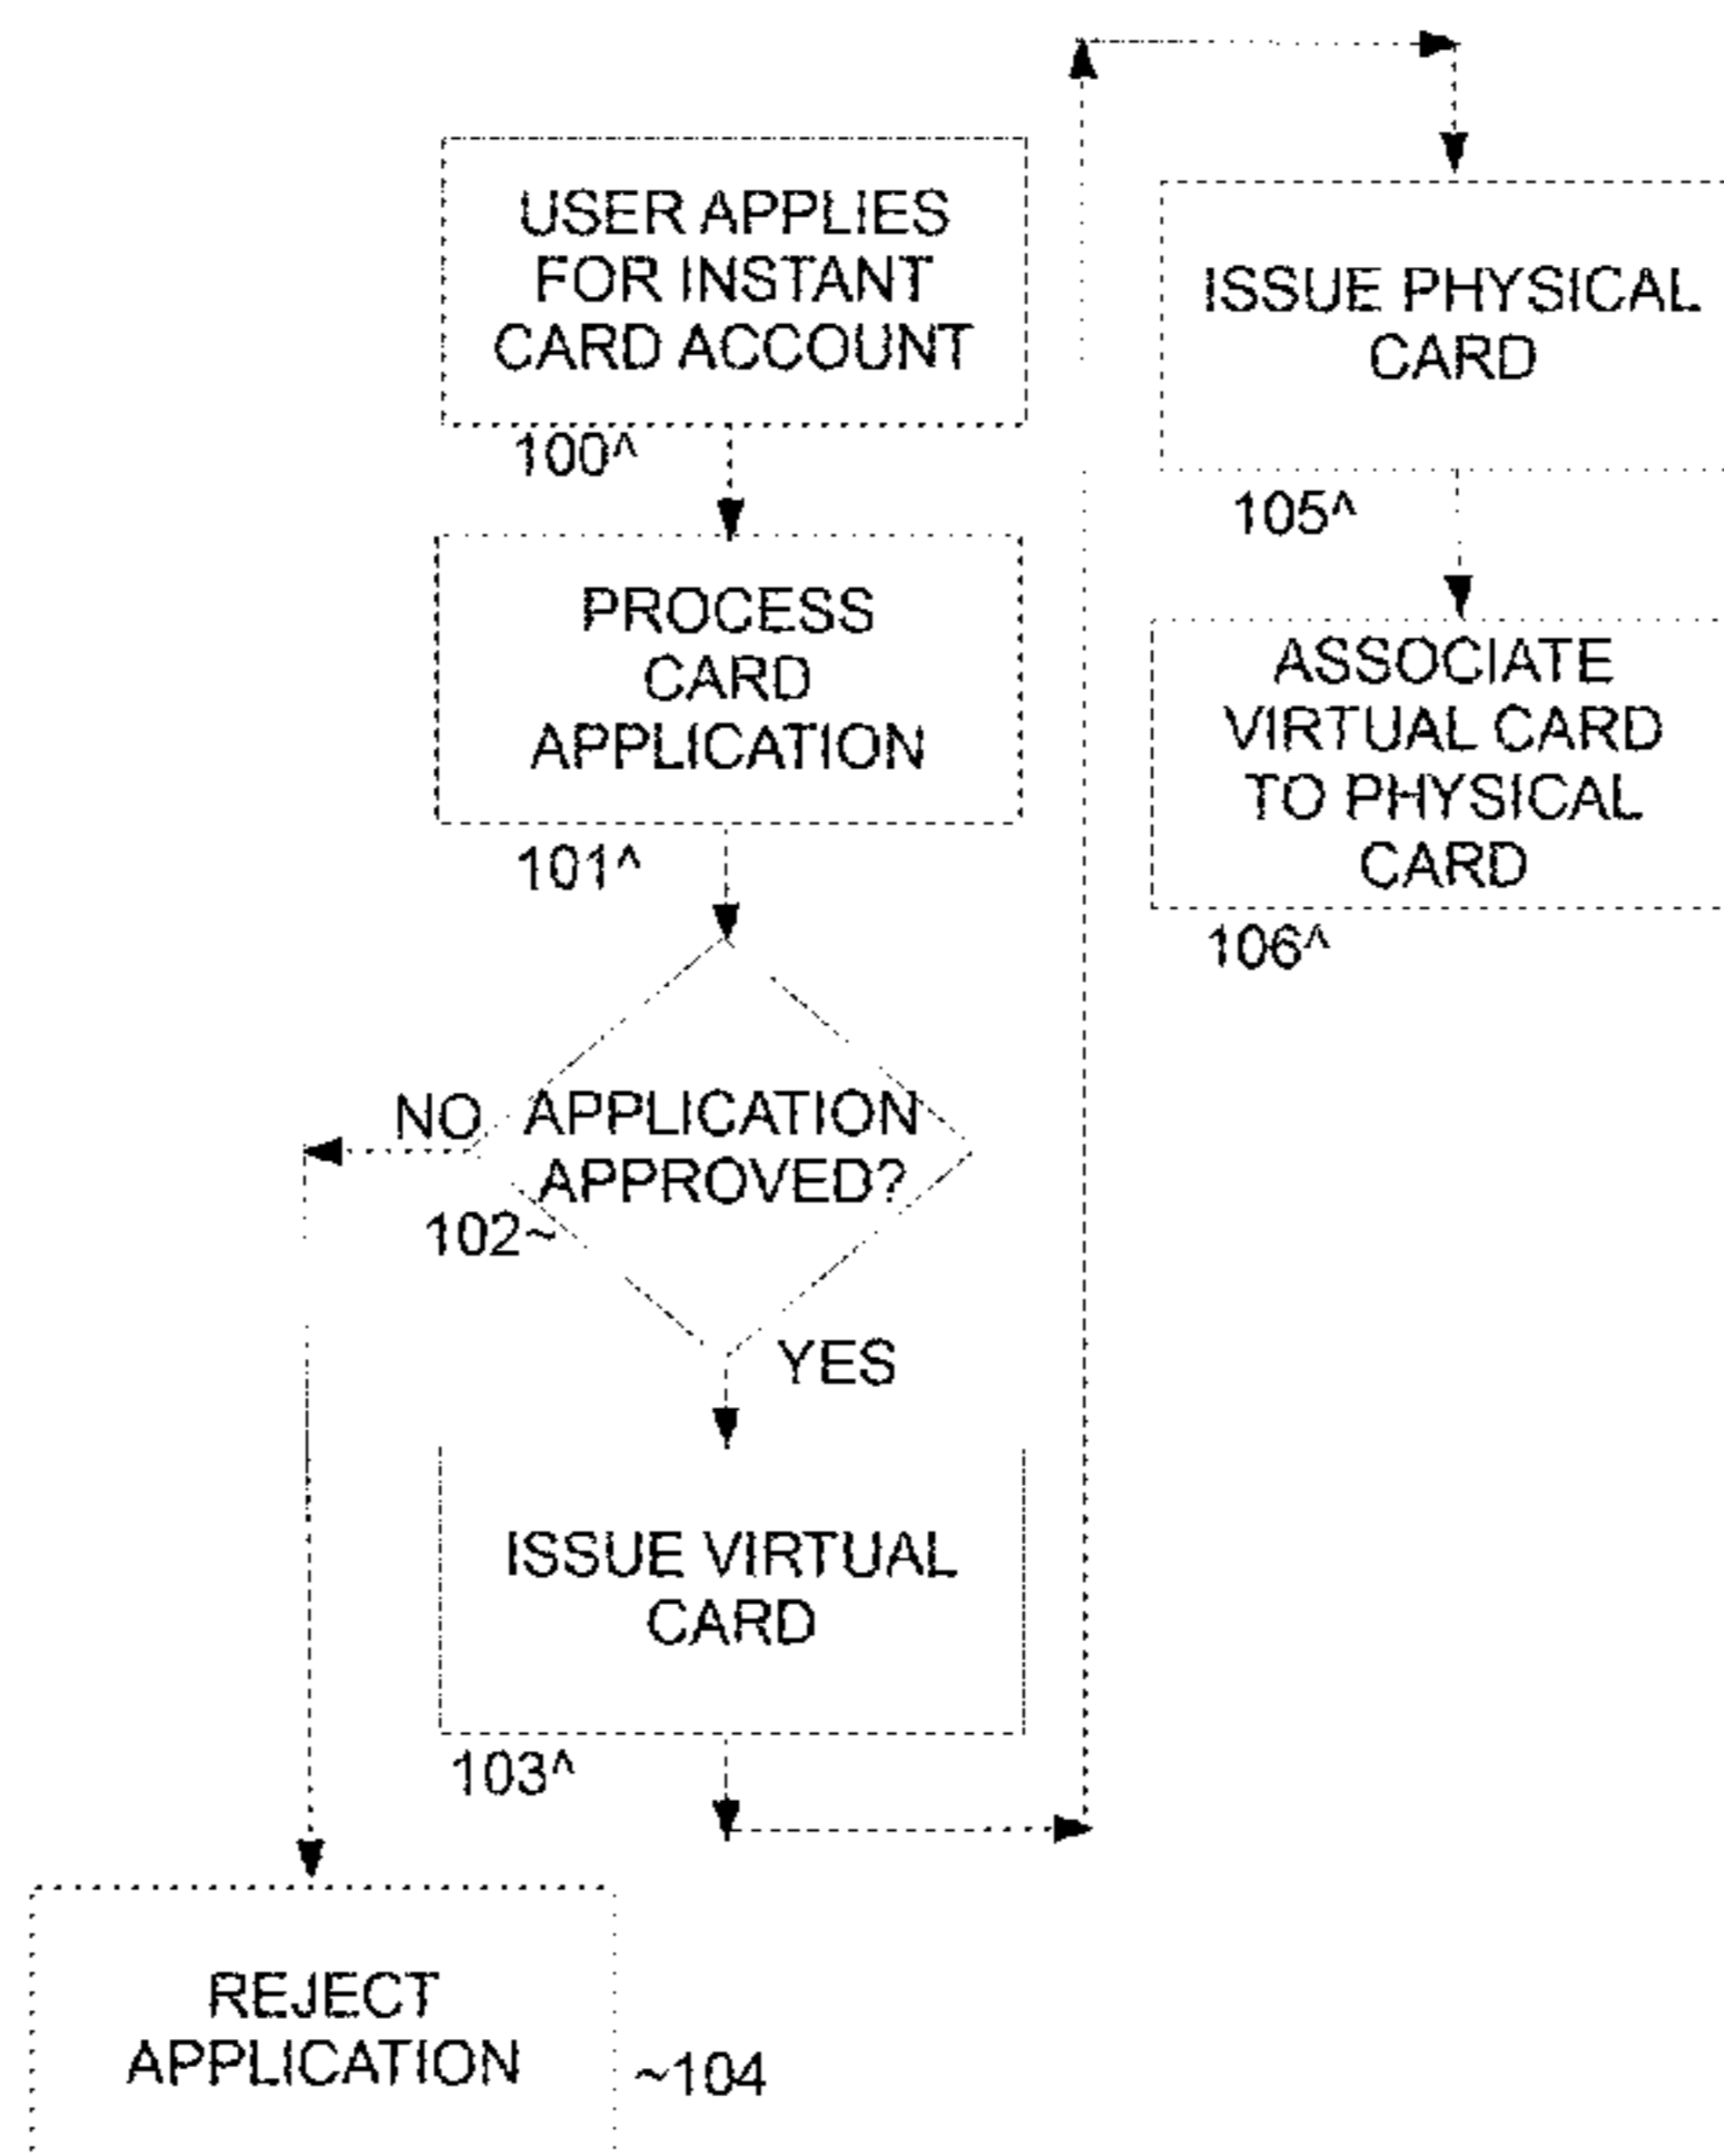 USER APPLIES
FOR INSTANT
CARD ACCOUNT
100^
PROCESS
CARD
APPLICATION
101^
NO
APPLICATION
APPROVED?
102~
YES
ISSUE VIRTUAL
CARD
103^
REJECT
APPLICATION
~104
ISSUE PHYSICAL
CARD
105^
ASSOCIATE
VIRTUAL CARD
TO PHYSICAL
CARD
106^